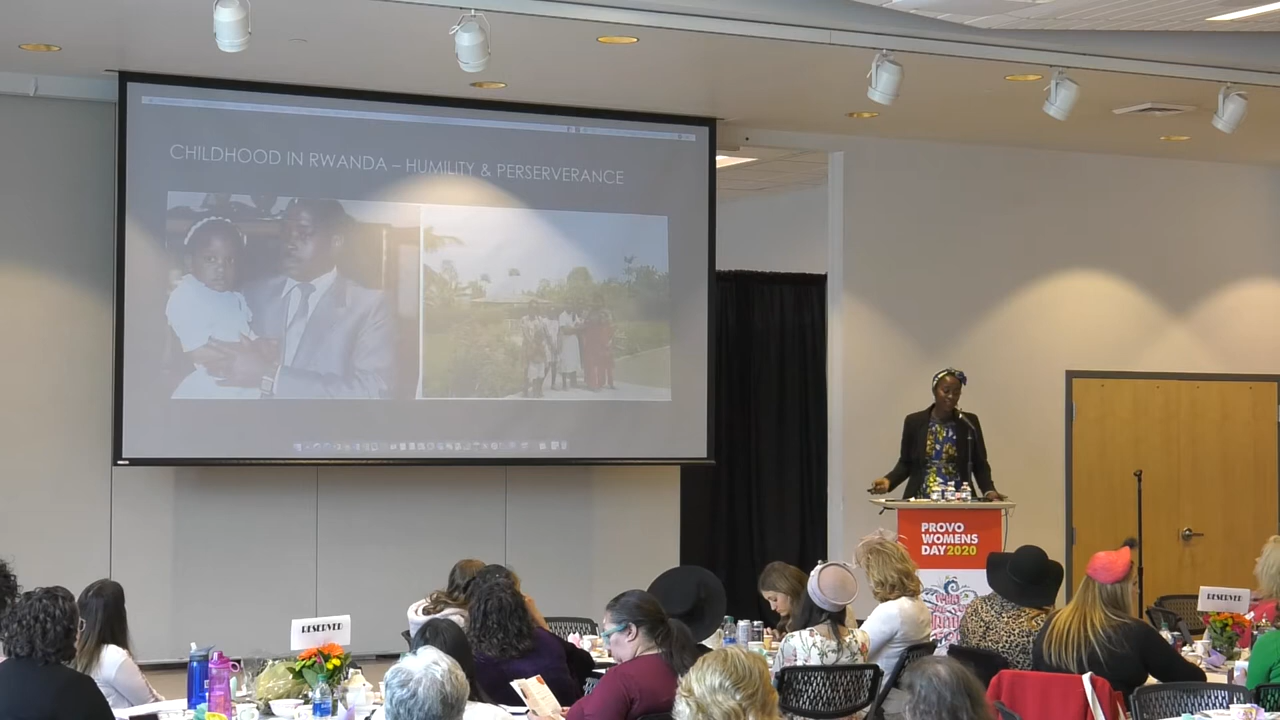 CHILDHOOD IN RWANDA – HUMILITY & PERSERVERANCE
PROVO
WOMENS
DAY2020
RESERVED
RESERVED